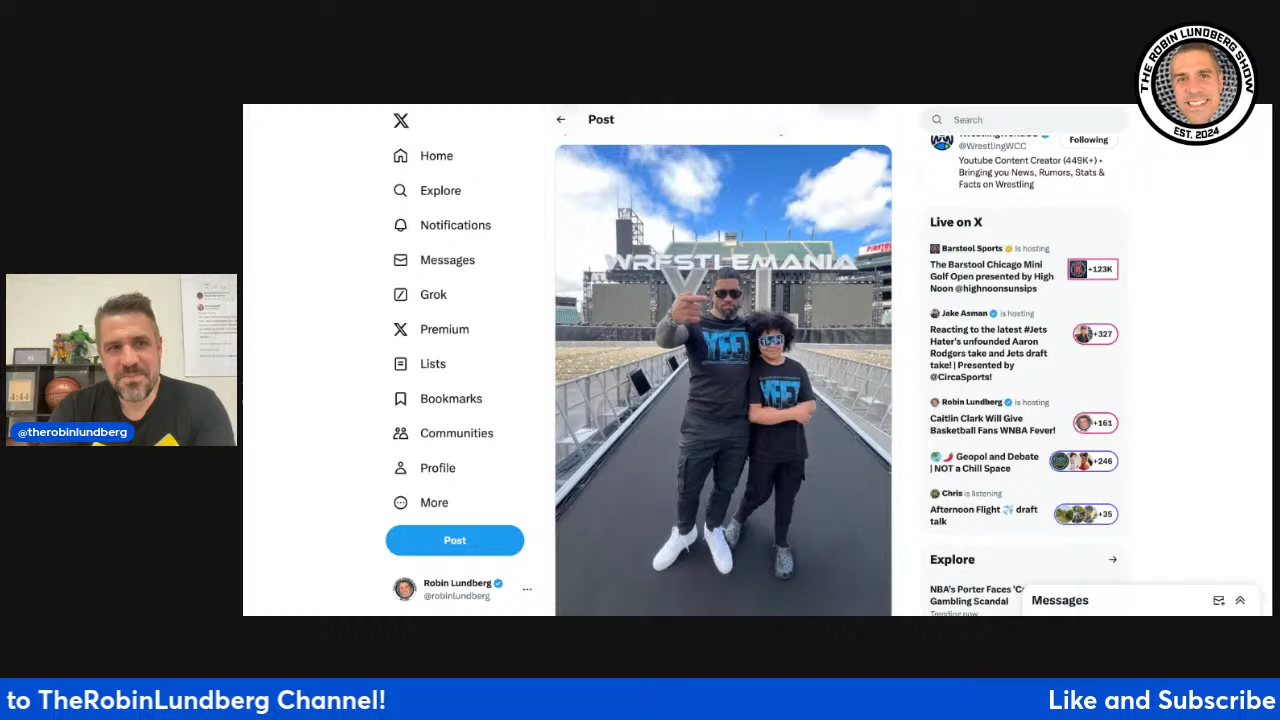 THE ROBIN LUNDBERG SHOW
EST. 2024
@therobinlundberg
Home
Explore
Notifications
Messages
Grok
Premium
Lists
Bookmarks
Communities
Profile
More
Post
Robin Lundberg
@robinlundberg
Post
WRESTLEMANIA
YEET
YEET
Search
@WrestlingWCC
Following
Youtube Content Creator (449K+) •
Bringing you News, Rumors, Stats &
Facts on Wrestling
Live on X
Barstool Sports is hosting
The Barstool Chicago Mini
Golf Open presented by High
Noon @highnoonsunsips
+123K
Jake Asman is hosting
Reacting to the latest #Jets
Hater's unfounded Aaron
Rodgers take and Jets draft
take! | Presented by
@CircaSports!
+327
Robin Lundberg is hosting
Caitlin Clark Will Give
Basketball Fans WNBA Fever!
+161
Geopol and Debate
| NOT a Chill Space
+246
Chris is listening
Afternoon Flight draft
talk
+35
Explore
NBA's Porter Faces
Gambling Scandal
Trending now
Messages
to TheRobinLundberg Channel!
Like and Subscribe